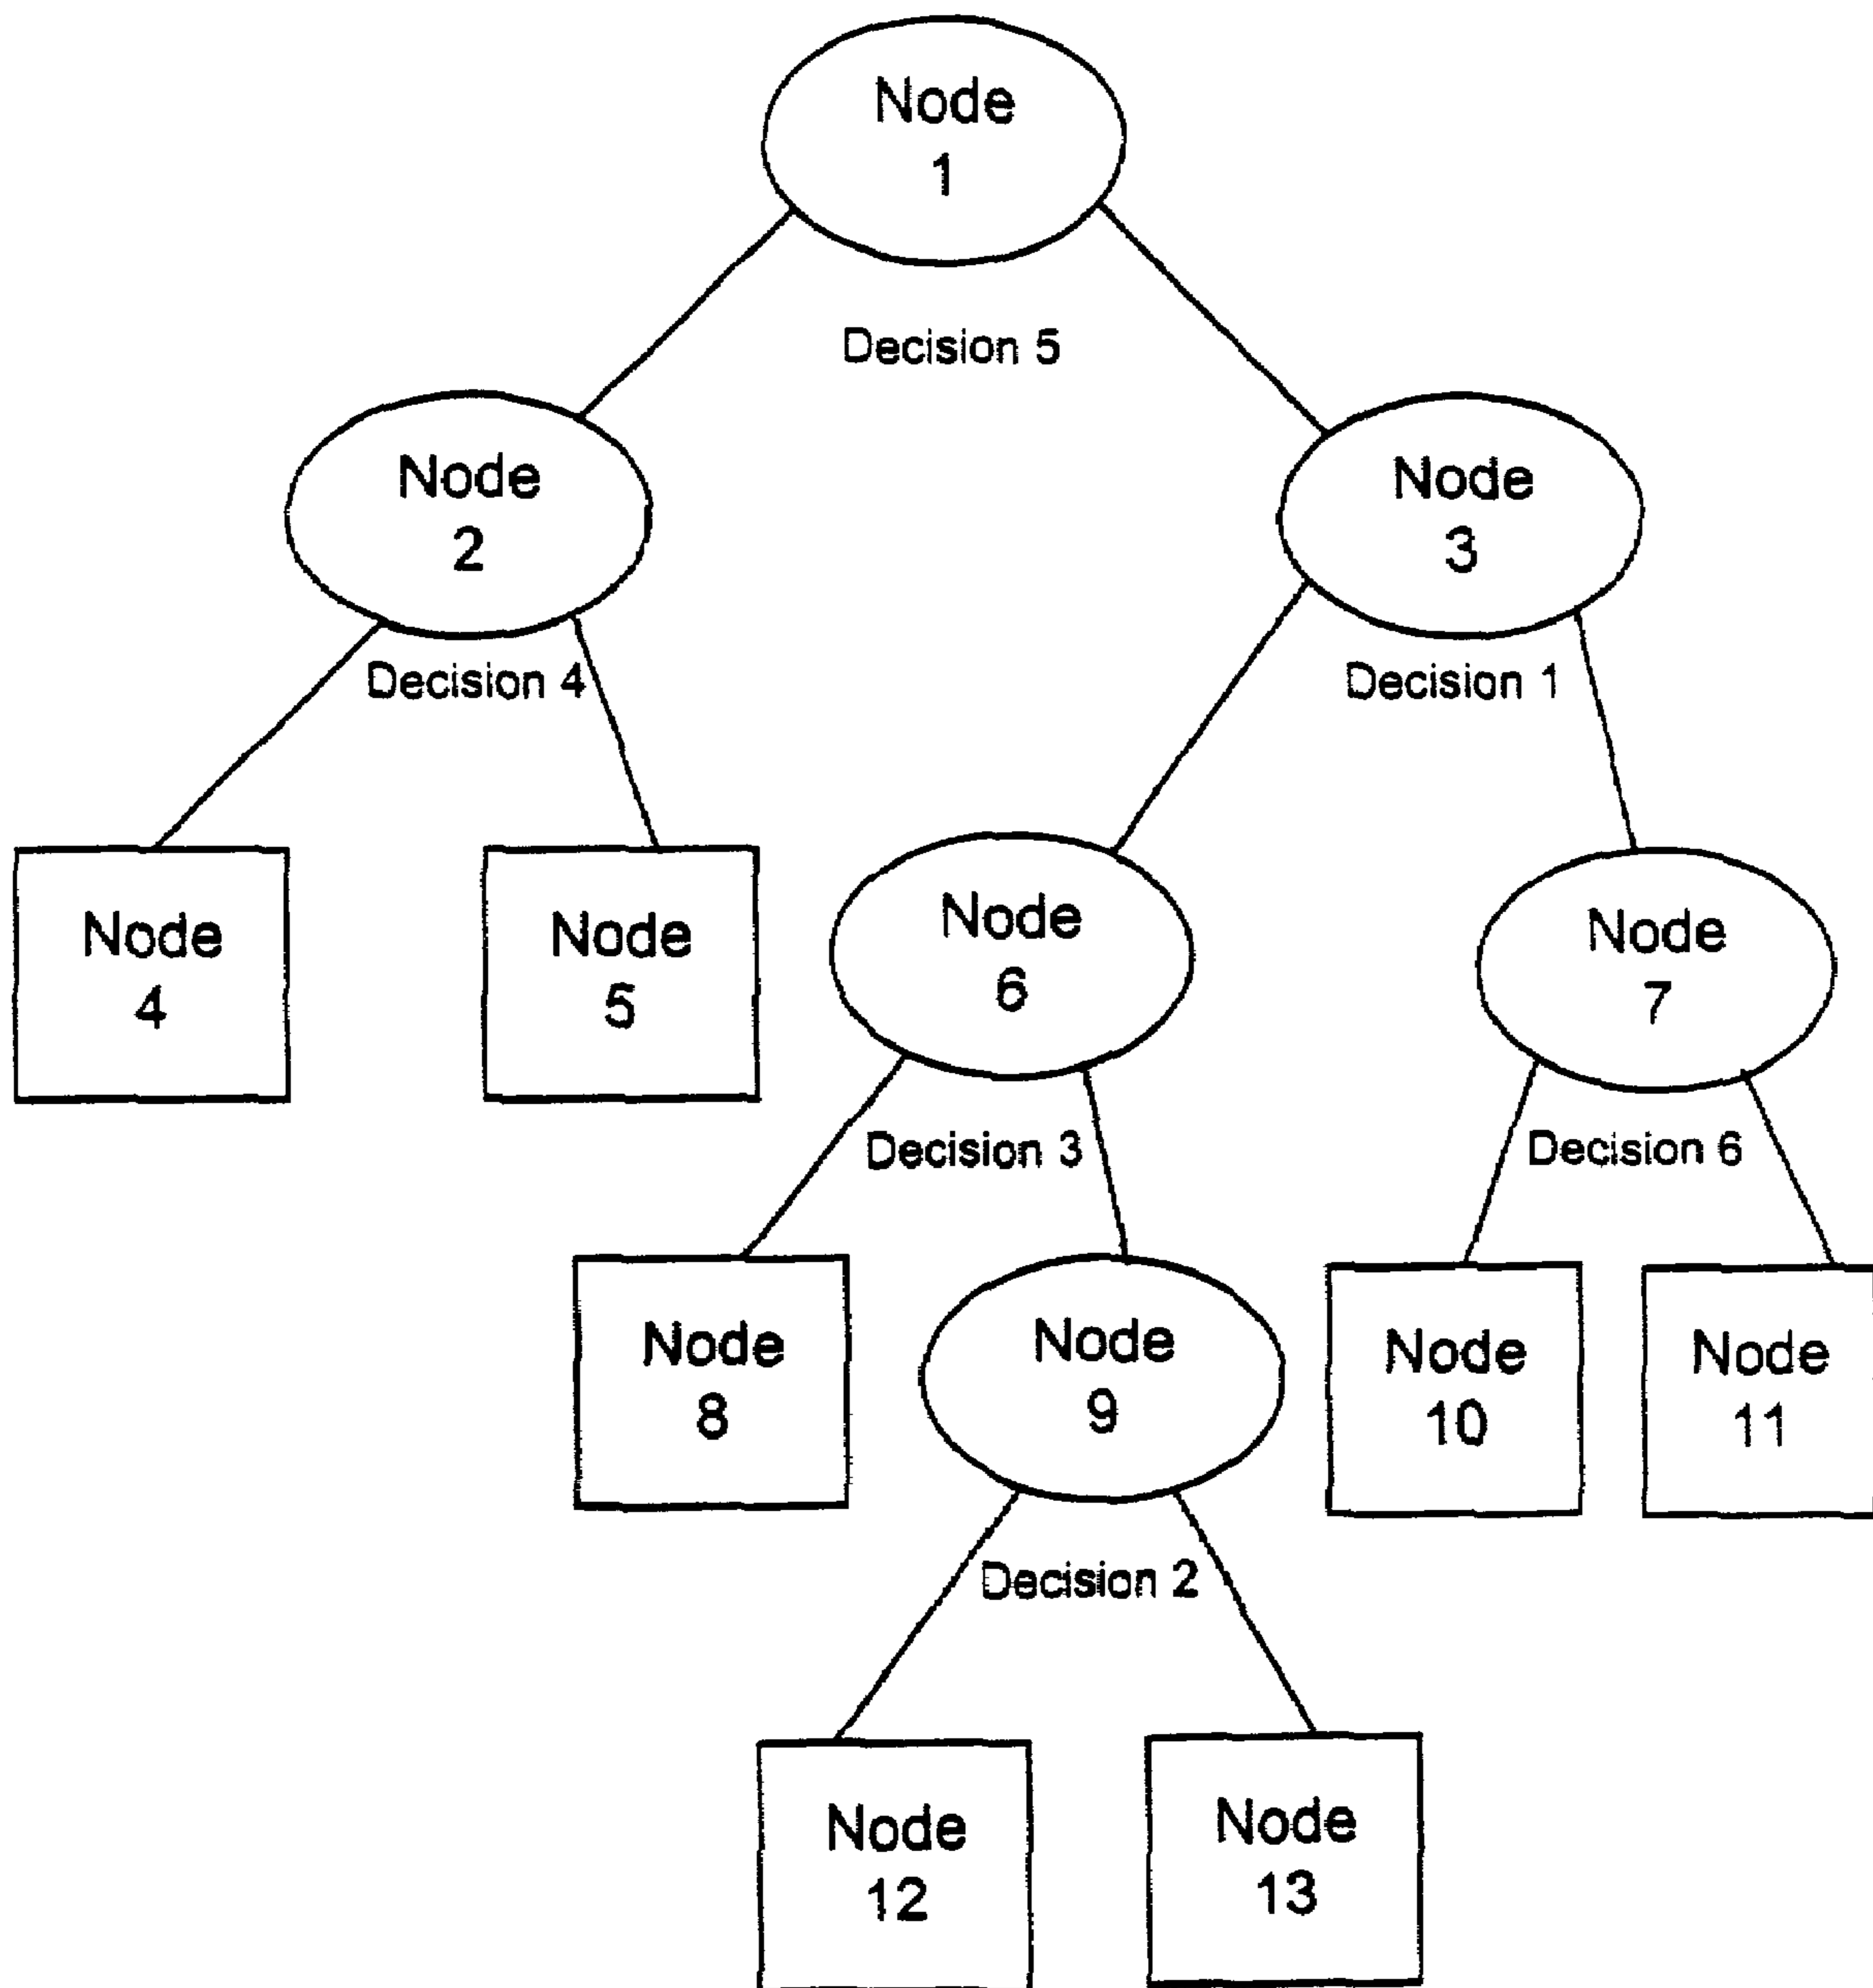 Node
1
Decision 5
Node
2
Node
3
Decision 4
Decision 1
Node
4
Node
5
Node
6
Node
7
Decision 3
Decision 6
Node
8
Node
9
Node
10
Node
11
Decision 2
Node
12
Node
13